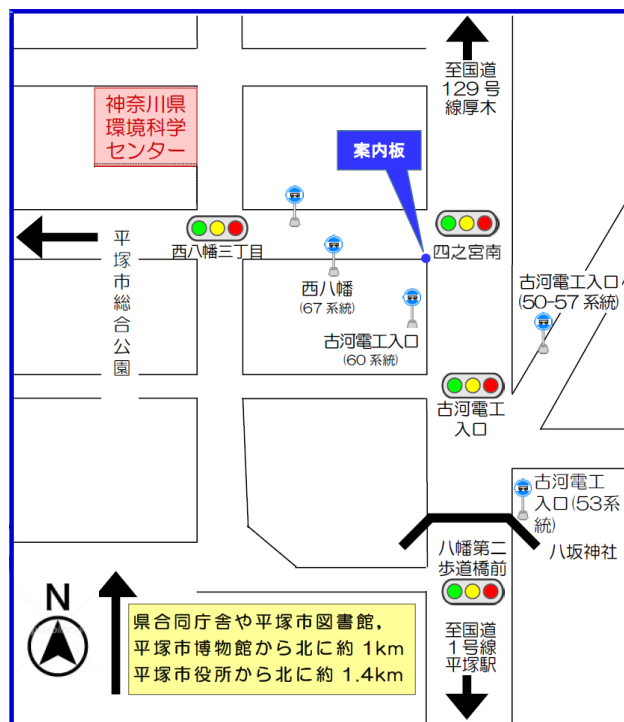 至国道
129号
線厚木
神奈川県
環境科学
センター
案内板
西八幡三丁目
四之宮南
平塚市総合公園
西八幡
(67系統)
古河電工入口
(50-57系統)
古河電工入口
(60系統)
古河電工
入口
古河電工
入口(53系
統)
八幡第二
歩道橋前
八坂神社
N
県合同庁舎や平塚市図書館，
平塚市博物館から北に約 1km
平塚市役所から北に約 1.4km
至国道
1号線
平塚駅